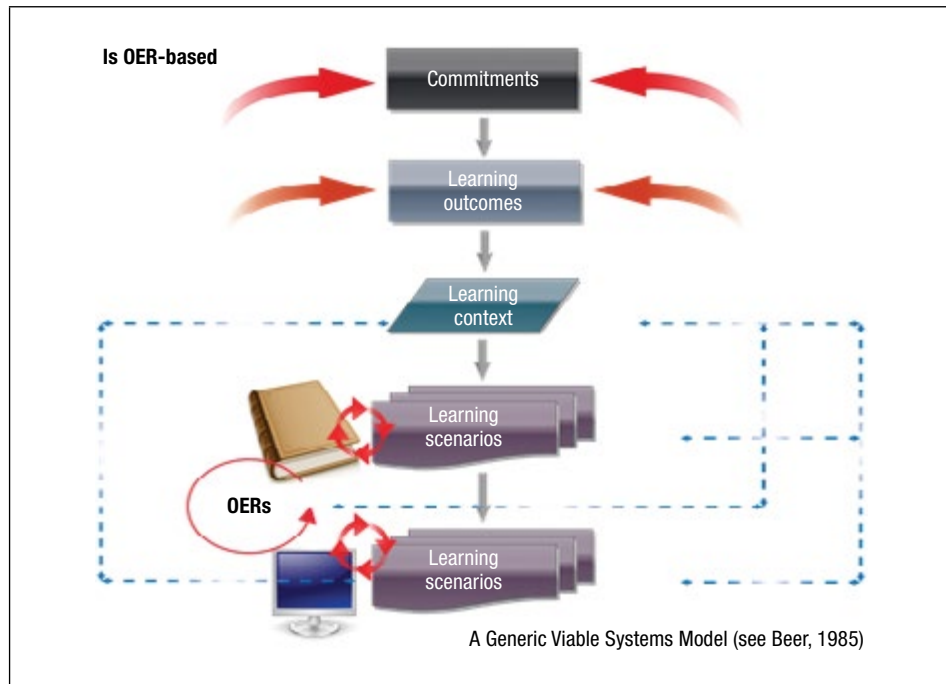 Is OER-based
Commitments
Learning
outcomes
Learning
context
Learning
scenarios
OERs
Learning
scenarios
A Generic Viable Systems Model (see Beer, 1985)